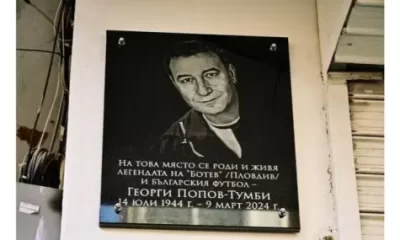 На това място се роди и живя
легендата на "Ботев" /Пловдив/
и българския футбол –
Георги Попов-Тумби
14 юли 1944 г. – 9 март 2024 г.